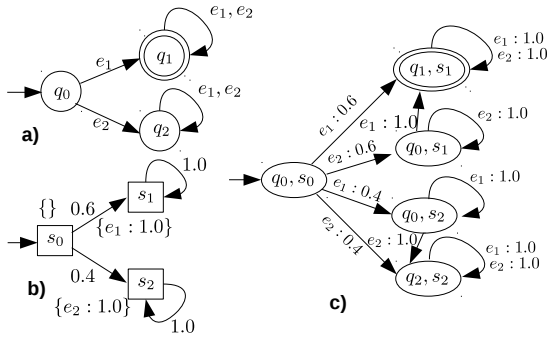 e₁, e₂
e₁
q₁
q₀
e₂
e₁, e₂
q₂
a)
1.0
{}
0.6
s₁
{e₁ : 1.0}
s₀
0.4
s₂
b)
{e₂ : 1.0}
1.0
e₁ : 1.0
e₂ : 1.0
q₁, s₁
e₁ : 0.6
e₁ : 1.0
e₂ : 1.0
e₂ : 0.6
q₀, s₁
q₀, s₀
e₁ : 0.4
e₁ : 1.0
q₀, s₂
e₂ : 0.4
e₂ : 1.0
e₁ : 1.0
e₂ : 1.0
q₂, s₂
c)